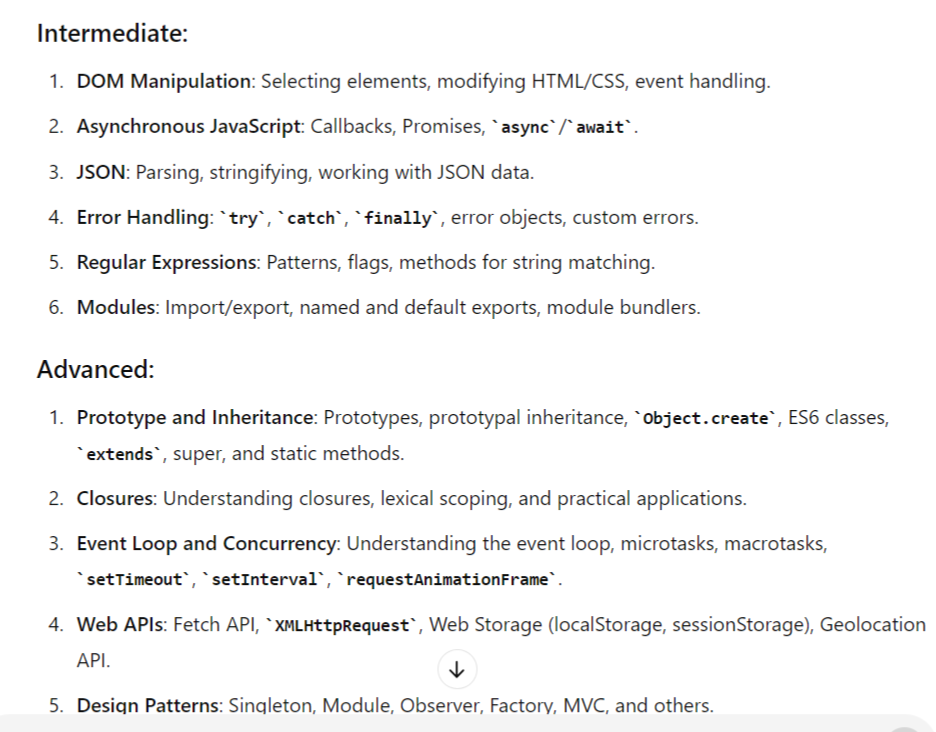 Intermediate:
1. DOM Manipulation: Selecting elements, modifying HTML/CSS, event handling.
2. Asynchronous JavaScript: Callbacks, Promises, `async`/`await`.
3. JSON: Parsing, stringifying, working with JSON data.
4. Error Handling: `try`, `catch`, `finally`, error objects, custom errors.
5. Regular Expressions: Patterns, flags, methods for string matching.
6. Modules: Import/export, named and default exports, module bundlers.
Advanced:
1. Prototype and Inheritance: Prototypes, prototypal inheritance, `Object.create`, ES6 classes,
`extends`, super, and static methods.
2. Closures: Understanding closures, lexical scoping, and practical applications.
3. Event Loop and Concurrency: Understanding the event loop, microtasks, macrotasks,
`setTimeout`, `setInterval`, `requestAnimationFrame`.
4. Web APIs: Fetch API, `XMLHttpRequest`, Web Storage (localStorage, sessionStorage), Geolocation
API.
5. Design Patterns: Singleton, Module, Observer, Factory, MVC, and others.